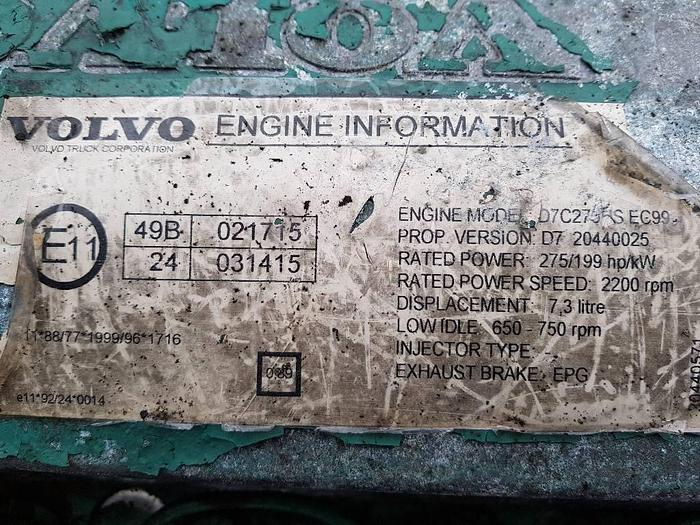 VOLVO
VOLVO
VOLVO TRUCK CORPORATION
ENGINE INFORMATION
E11
49B 021715
24 031415
11*88/77*1999/96*1716
e11*92/24*0014
ENGINE MODEL: EC99
PROP. VERSION: D7 20440025
RATED POWER: 275/199 hp/kW
RATED POWER SPEED: 2200 rpm
DISPLACEMENT: 7,3 litre
LOW IDLE: 650 - 750 rpm
INJECTOR TYPE:
EXHAUST BRAKE: EPG